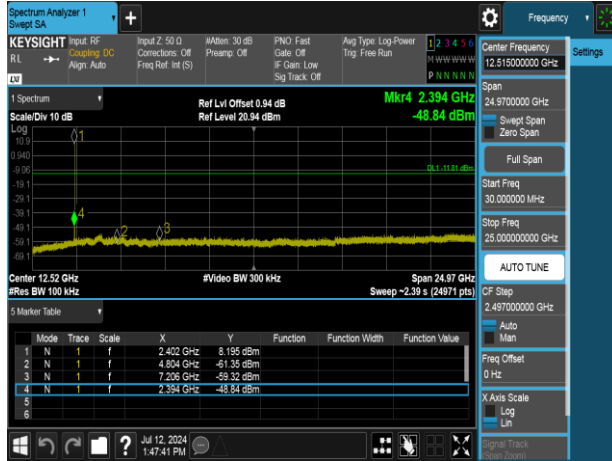 Spectrum Analyzer 1
Swept SA
Frequency
KEYSIGHT
RL
Input: RF
Coupling: DC
Align: Auto
Input Z: 50 Ω
Corrections: Off
Freq Ref: Int (S)
#Atten: 30 dB
Preamp: Off
PNO: Fast
Gate: Off
IF Gain: Low
Sig Track: Off
Avg Type: Log-Power
Trig: Free Run
1 2 3 4 5 6
M W W W W W
P N N N N N
1 Spectrum
Scale/Div 10 dB
Log
Ref Lvl Offset 0.94 dB
Ref Level 20.94 dBm
Mkr4 2.394 GHz
-48.84 dBm
10.9
0.940
-9.06
-19.1
-29.1
-39.1
-49.1
-59.1
-69.1
1
2
3
4
DL1 -11.81 dBm
Center 12.52 GHz
#Res BW 100 kHz
#Video BW 300 kHz
Span 24.97 GHz
Sweep ~2.39 s (24971 pts)
5 Marker Table
Mode Trace Scale X Y Function Function Width Function Value
1 N 1 f 2.402 GHz 8.195 dBm
2 N 1 f 4.804 GHz -61.35 dBm
3 N 1 f 7.206 GHz -59.32 dBm
4 N 1 f 2.394 GHz -48.84 dBm
5
6
Jul 12, 2024
1:47:41 PM
Center Frequency
12.515000000 GHz
Settings
Span
24.9700000 GHz
Swept Span
Zero Span
Full Span
Start Freq
30.000000 MHz
Stop Freq
25.000000000 GHz
AUTO TUNE
CF Step
2.497000000 GHz
Auto
Man
Freq Offset
0 Hz
X Axis Scale
Log
Lin
Signal Track
(Span Zoom)